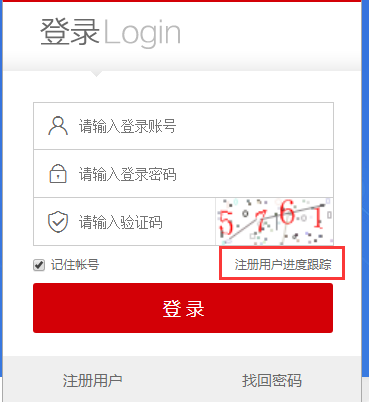 登录Login
请输入登录账号
请输入登录密码
请输入验证码 5761
记住帐号 注册用户进度跟踪
登录
注册用户 找回密码